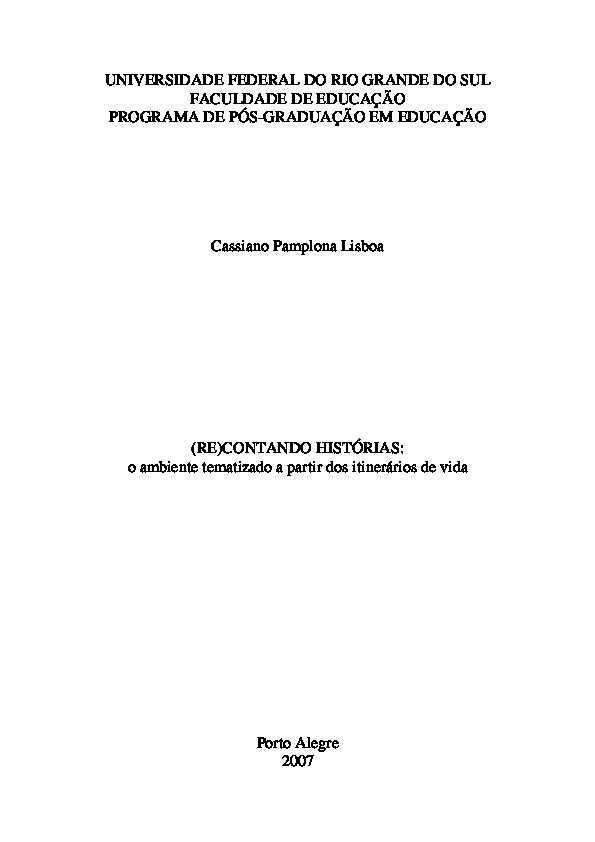 UNIVERSIDADE FEDERAL DO RIO GRANDE DO SUL
FACULDADE DE EDUCAÇÃO
PROGRAMA DE PÓS-GRADUAÇÃO EM EDUCAÇÃO
Cassiano Pamplona Lisboa
(RE)CONTANDO HISTÓRIAS:
o ambiente tematizado a partir dos itinerários de vida
Porto Alegre
2007